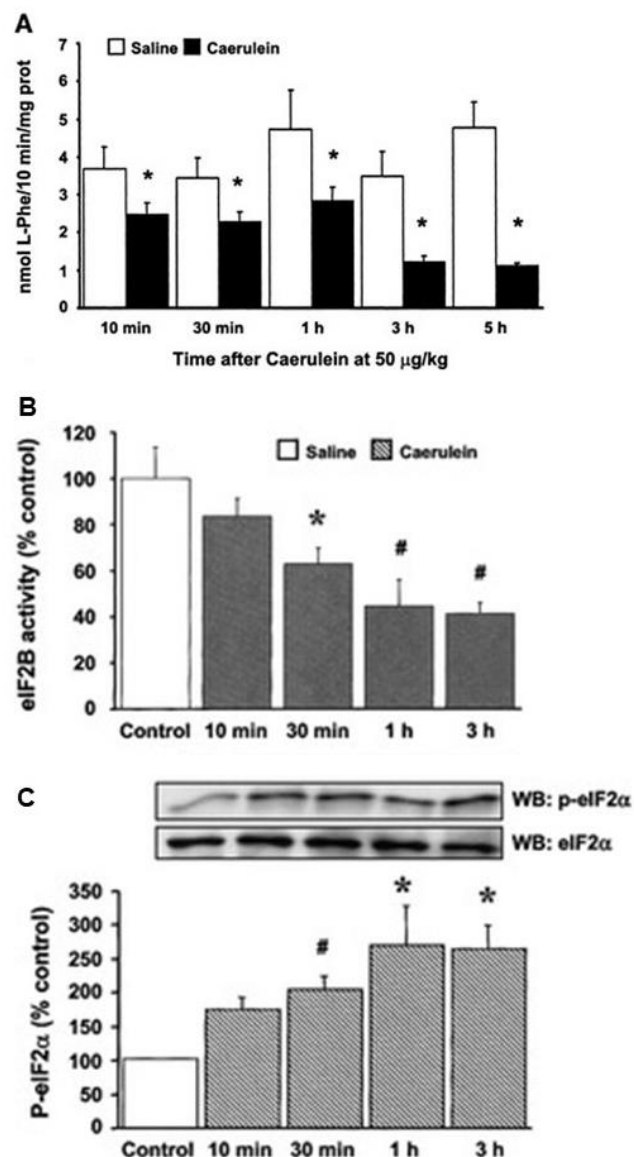 A
Saline Caerulein
7
6
5
4
3
2
1
0
nmol L-Phe/10 min/mg prot
* * * * *
10 min 30 min 1 h 3 h 5 h
Time after Caerulein at 50 µg/kg
B
120
100
80
60
40
20
0
eIF2B activity (% control)
Saline Caerulein
* # #
Control 10 min 30 min 1 h 3 h
C
WB: p-eIF2α
WB: eIF2α
350
300
250
200
150
100
50
0
P-eIF2α (% control)
# * *
Control 10 min 30 min 1 h 3 h